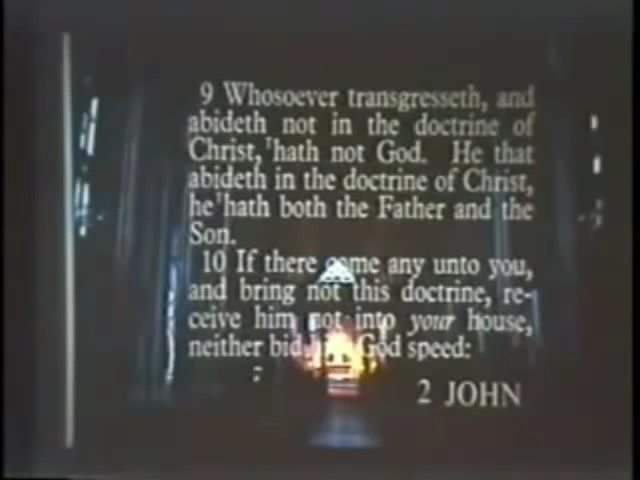 9 Whosoever transgresseth, and
abideth not in the doctrine of
Christ, hath not God. He that
abideth in the doctrine of Christ,
he hath both the Father and the
Son.
10 If there come any unto you,
and bring not this doctrine, re-
ceive him not into your house,
neither bid him God speed:
2 JOHN